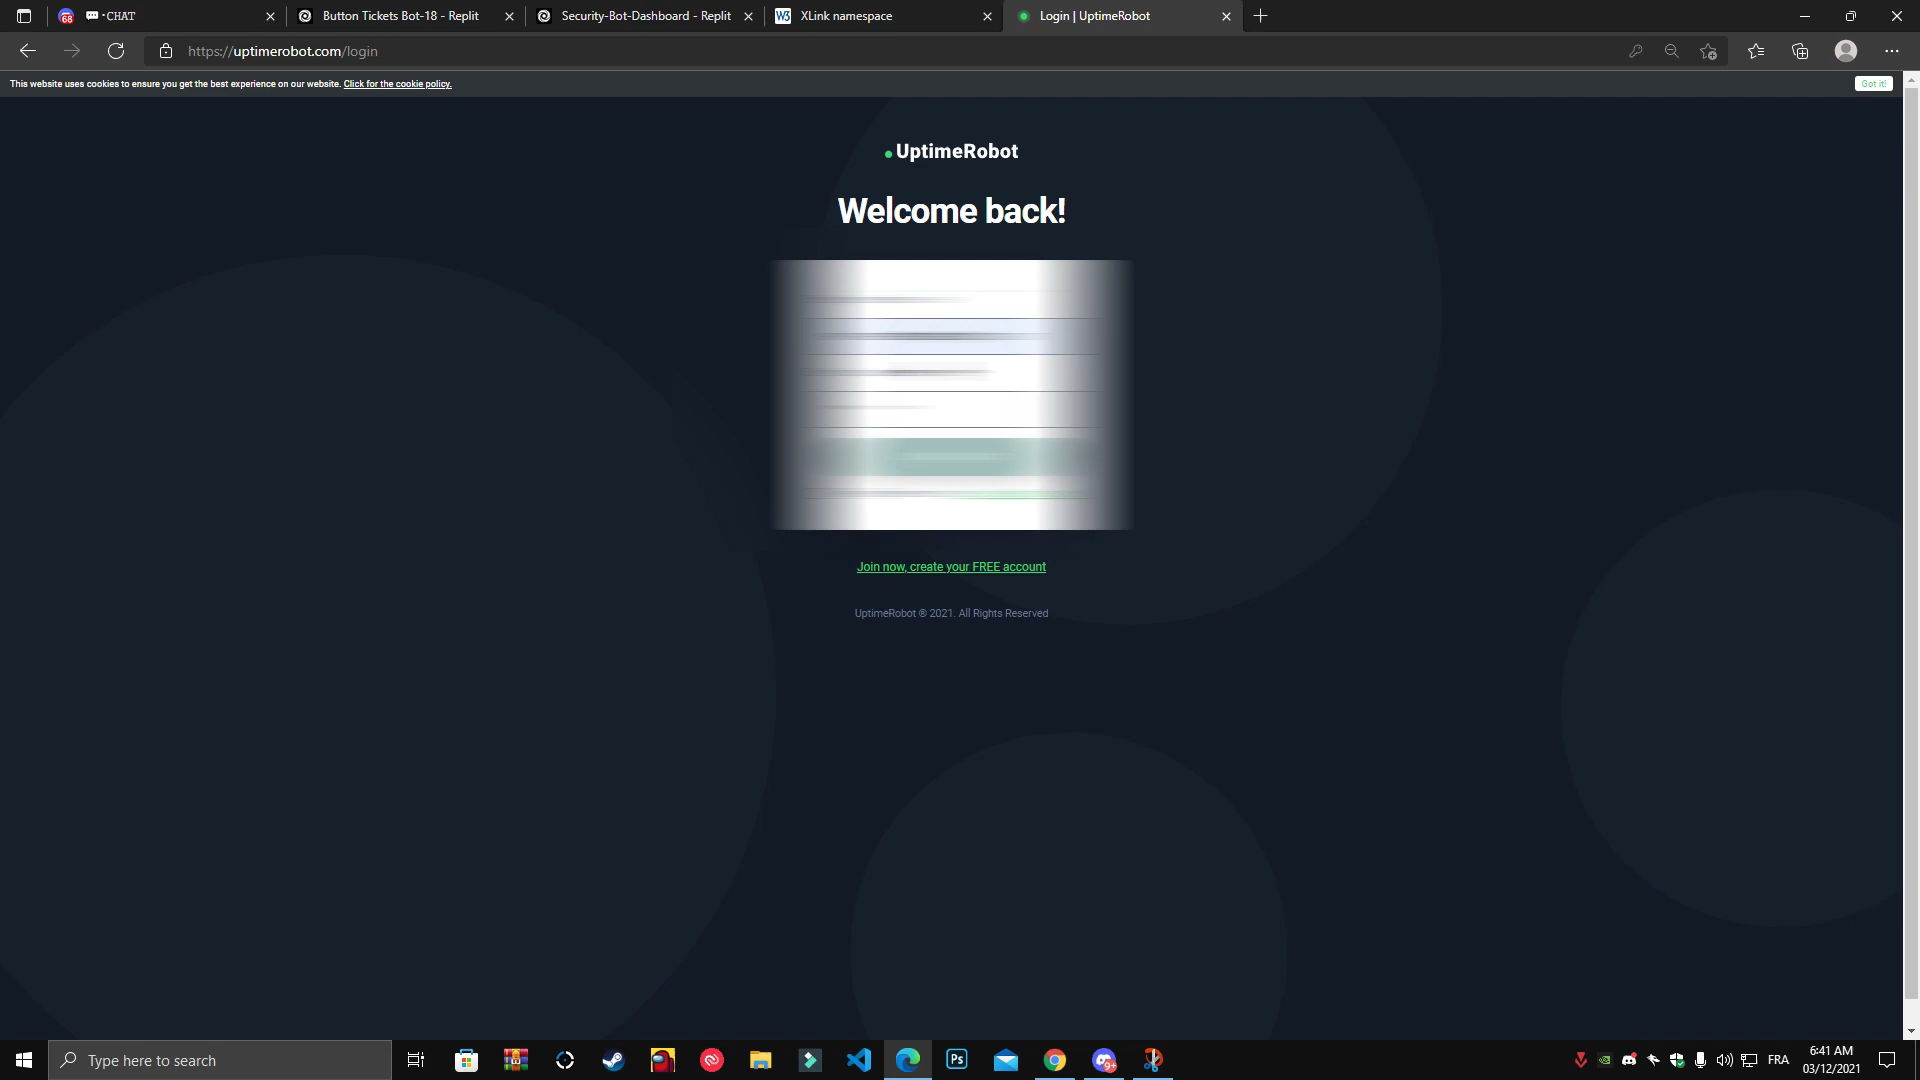 CHAT
Button Tickets Bot-18 - Replit
Security-Bot-Dashboard - Replit
W3
XLink namespace
Login | UptimeRobot
https://uptimerobot.com/login
This website uses cookies to ensure you get the best experience on our website. Click for the cookie policy.
Got it!
UptimeRobot
Welcome back!
Join now, create your FREE account
UptimeRobot ® 2021. All Rights Reserved
Type here to search
Ps
9+
FRA
6:41 AM
03/12/2021